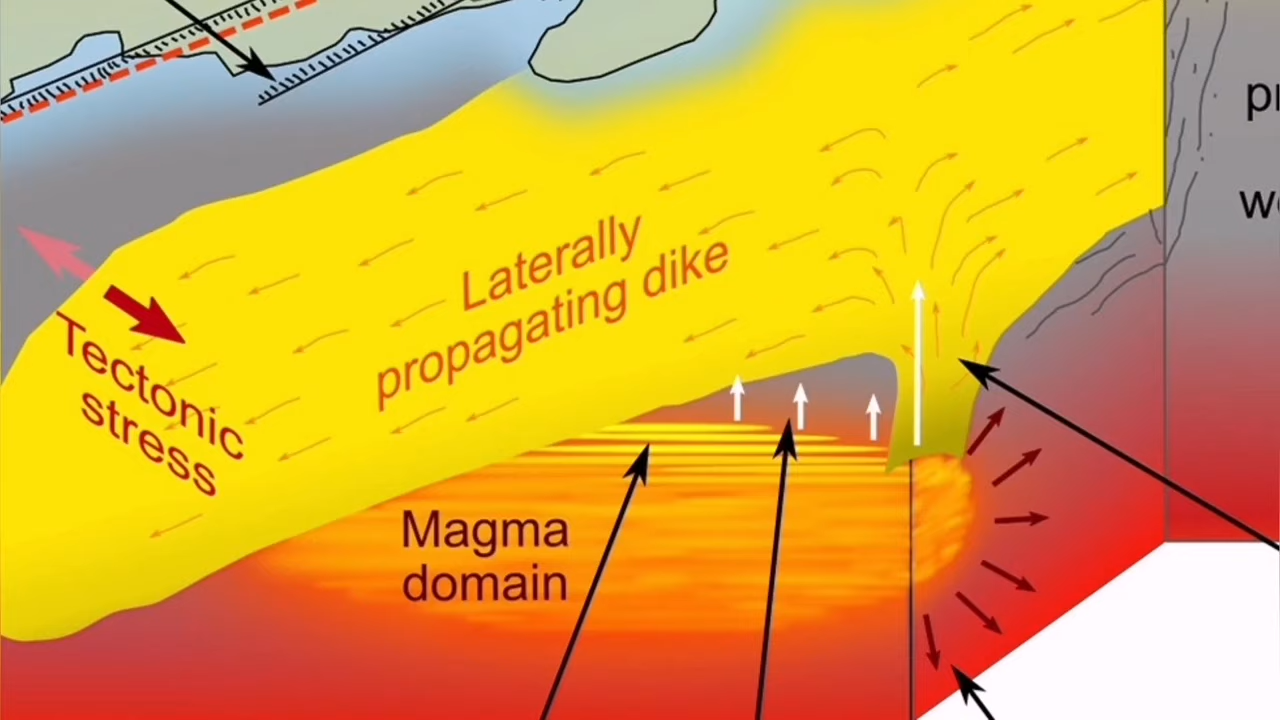 Laterally
propagating dike
Tectonic
stress
Magma
domain